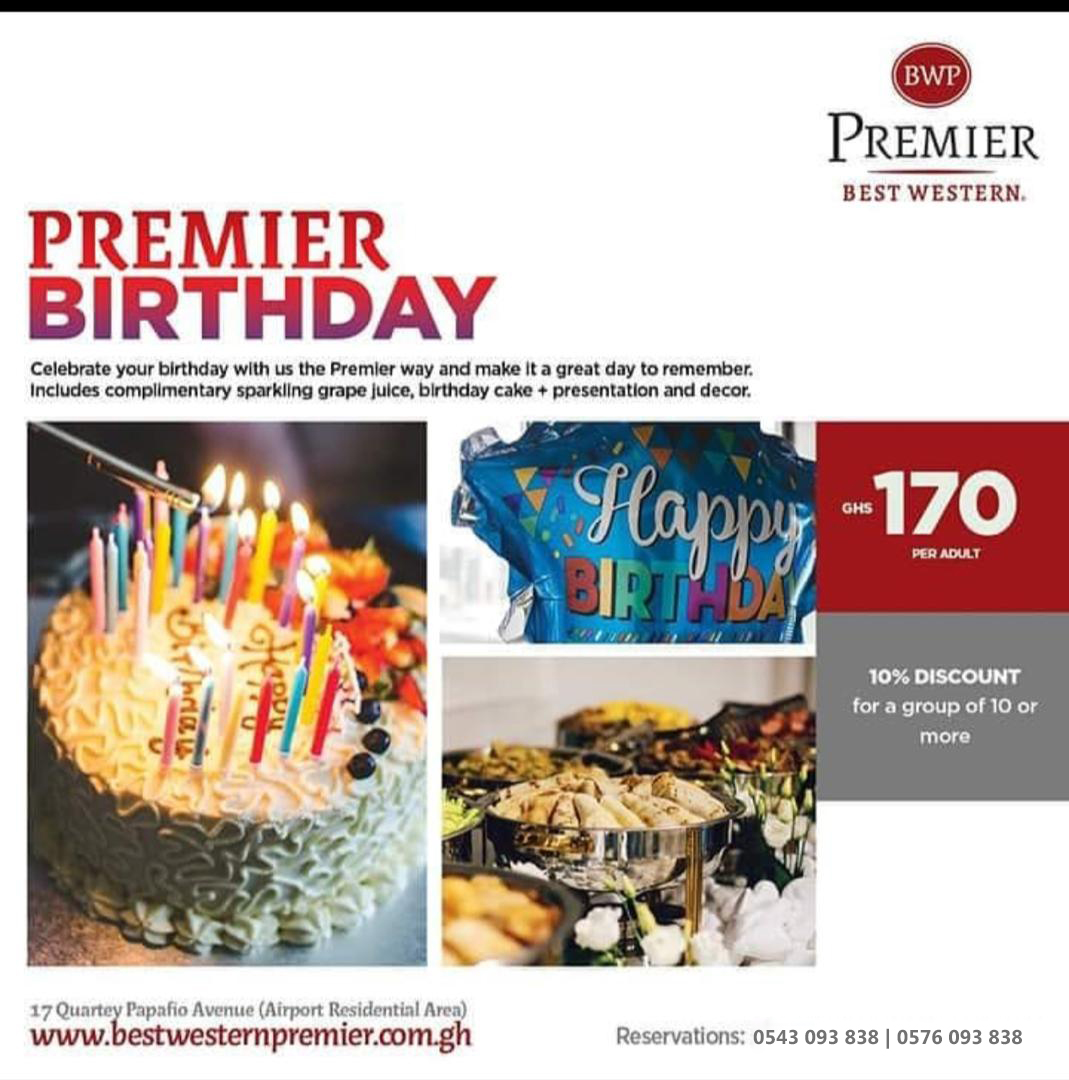 BWP
PREMIER
BEST WESTERN.
PREMIER
BIRTHDAY
Celebrate your birthday with us the Premier way and make it a great day to remember.
Includes complimentary sparkling grape juice, birthday cake + presentation and decor.
Happy
Birthday
Happy
BIRTHDA
GHS 170
PER ADULT
10% DISCOUNT
for a group of 10 or
more
17 Quartey Papafio Avenue (Airport Residential Area)
www.bestwesternpremier.com.gh
Reservations: 0543 093 838 | 0576 093 838